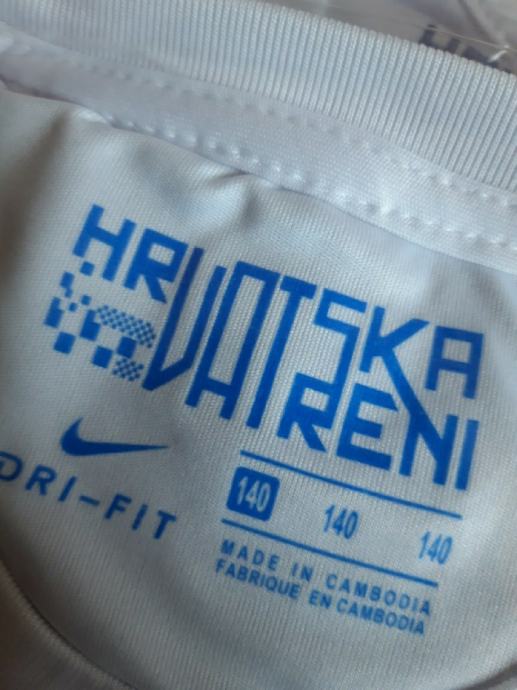 HRVATSKA
VATRENI
DRI-FIT
140 140 140
MADE IN CAMBODIA
FABRIQUE EN CAMBODIA